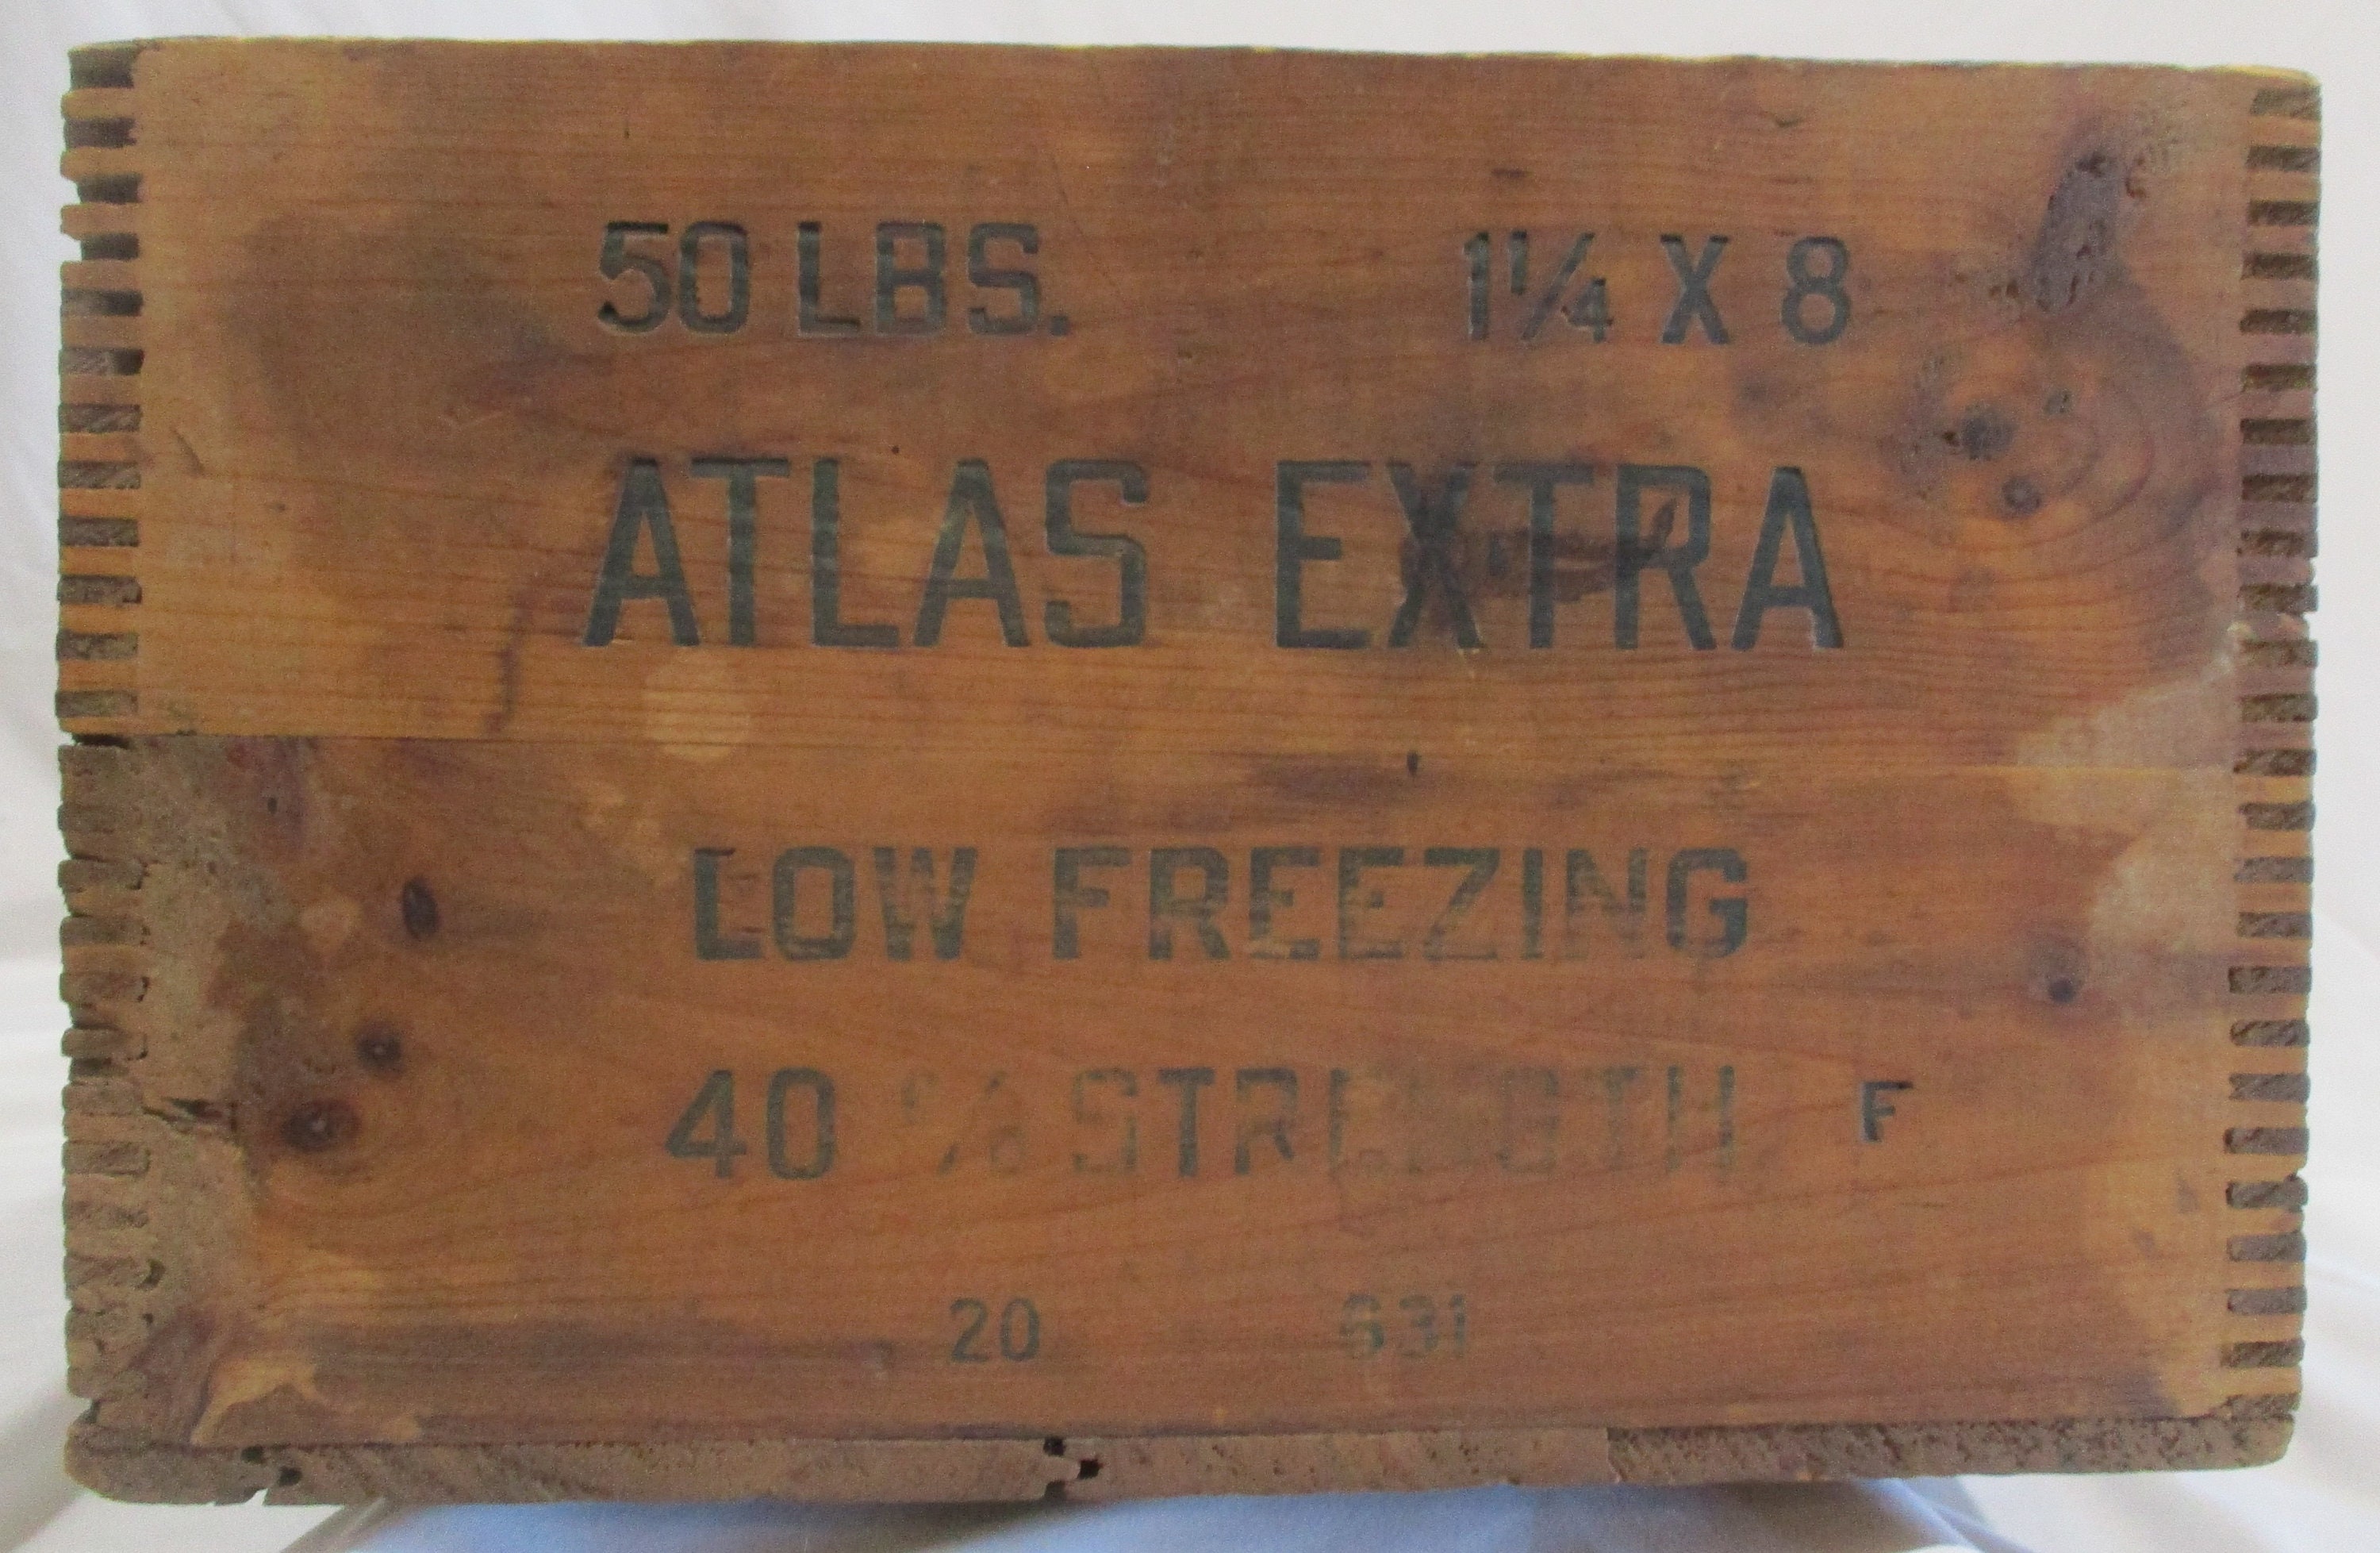 50 LBS. 1¼ X 8
ATLAS EXTRA
LOW FREEZING
40 % STRENGTH F
20 631